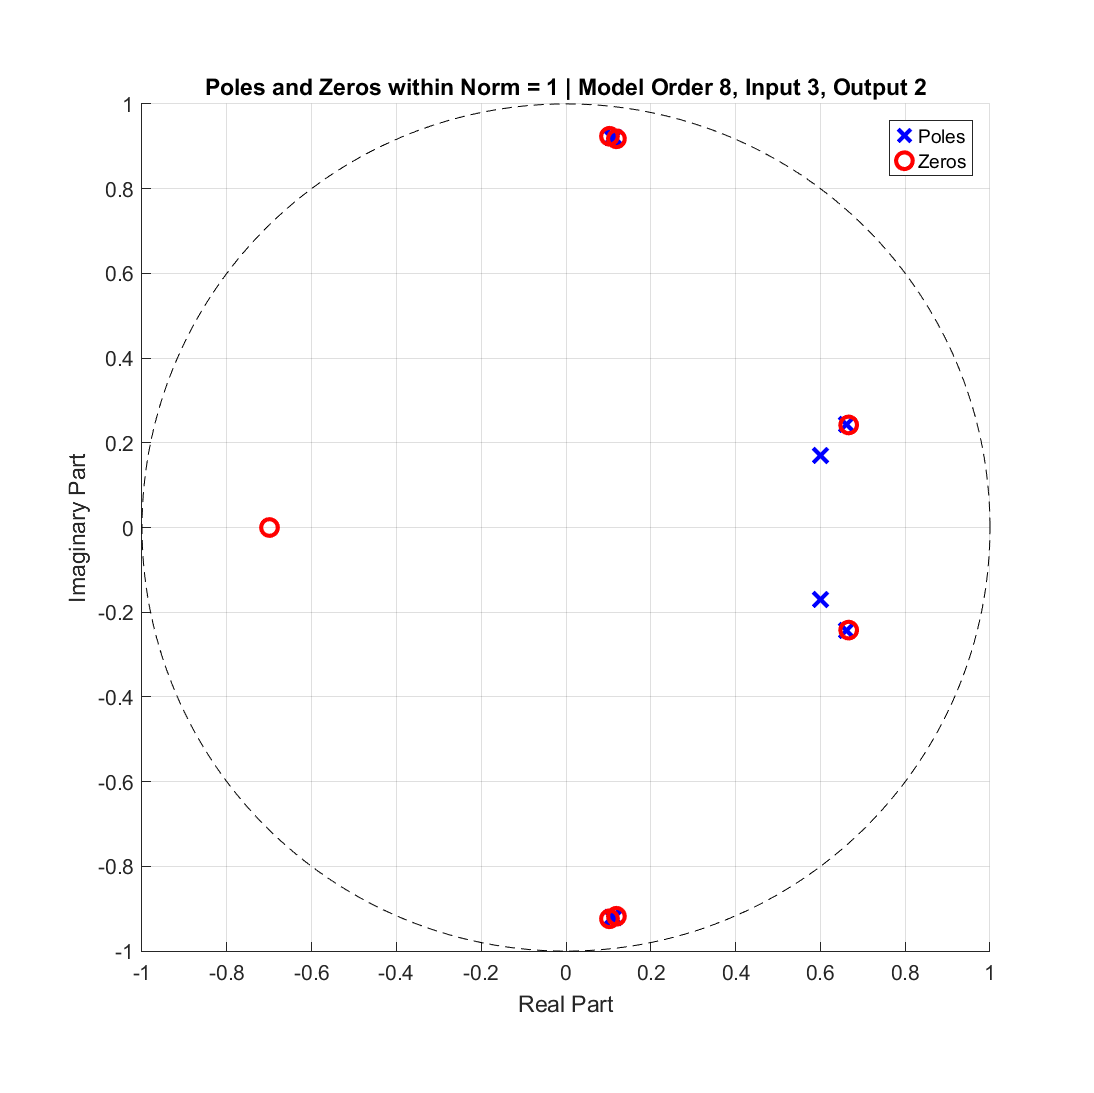 Poles and Zeros within Norm = 1 | Model Order 8, Input 3, Output 2
Poles
Zeros
1
0.8
0.6
0.4
0.2
0
-0.2
-0.4
-0.6
-0.8
-1
Imaginary Part
-1 -0.8 -0.6 -0.4 -0.2 0 0.2 0.4 0.6 0.8 1
Real Part